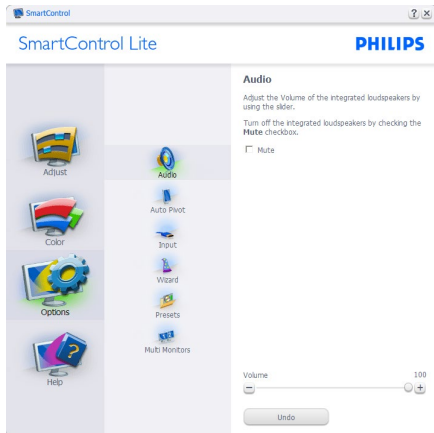 SmartControl
SmartControl Lite
PHILIPS
Adjust
Color
Options
Help
Audio
Auto Pivot
Input
Wizard
Presets
Multi Monitors
Audio
Adjust the Volume of the integrated loudspeakers by
using the slider.
Turn off the integrated loudspeakers by checking the
Mute checkbox.
Mute
Volume 100
Undo